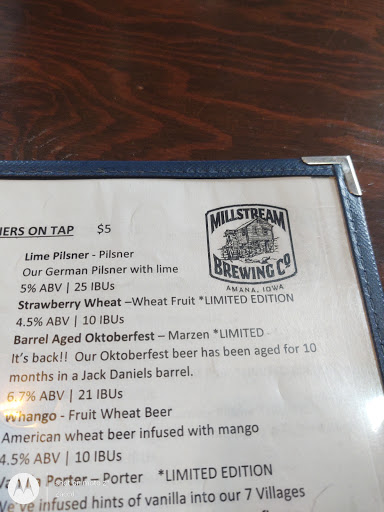 IERS ON TAP $5
MILLSTREAM
BREWING CO
AMANA, IOWA
Lime Pilsner - Pilsner
Our German Pilsner with lime
5% ABV | 25 IBUs
Strawberry Wheat –Wheat Fruit *LIMITED EDITION
4.5% ABV | 10 IBUs
Barrel Aged Oktoberfest – Marzen *LIMITED -
It's back!! Our Oktoberfest beer has been aged for 10
months in a Jack Daniels barrel.
6.7% ABV | 21 IBUs
Whango - Fruit Wheat Beer
American wheat beer infused with mango
4.5% ABV | 10 IBUs
Porter – Porter *LIMITED EDITION
We've infused hints of vanilla into our 7 Villages